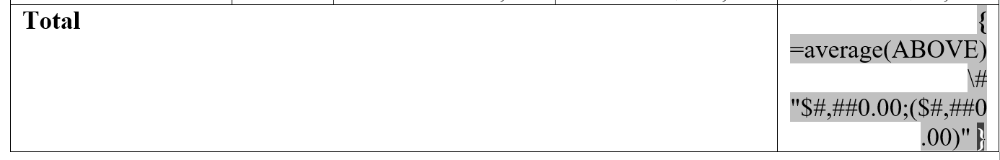 Total
{
=average(ABOVE)
\#
"$#,##0.00;($#,##0
.00)" }